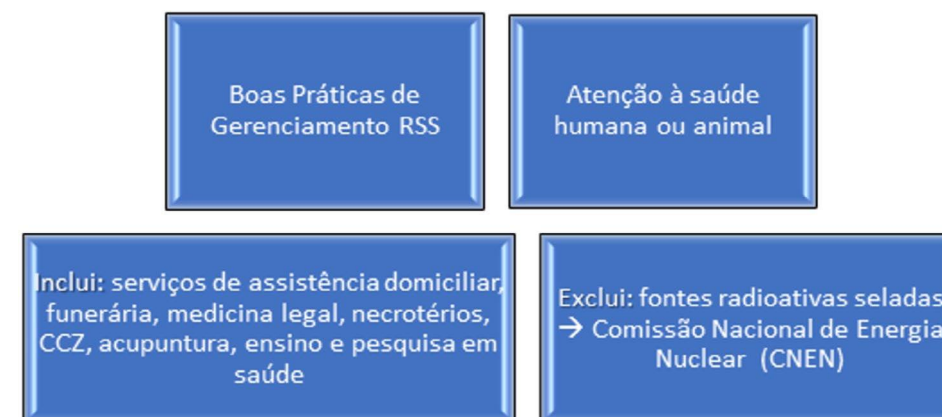 Boas Práticas de
Gerenciamento RSS
Atenção à saúde
humana ou animal
Inclui: serviços de assistência domiciliar,
funerária, medicina legal, necrotérios,
CCZ, acupuntura, ensino e pesquisa em
saúde
Exclui: fontes radioativas seladas
→ Comissão Nacional de Energia
Nuclear (CNEN)